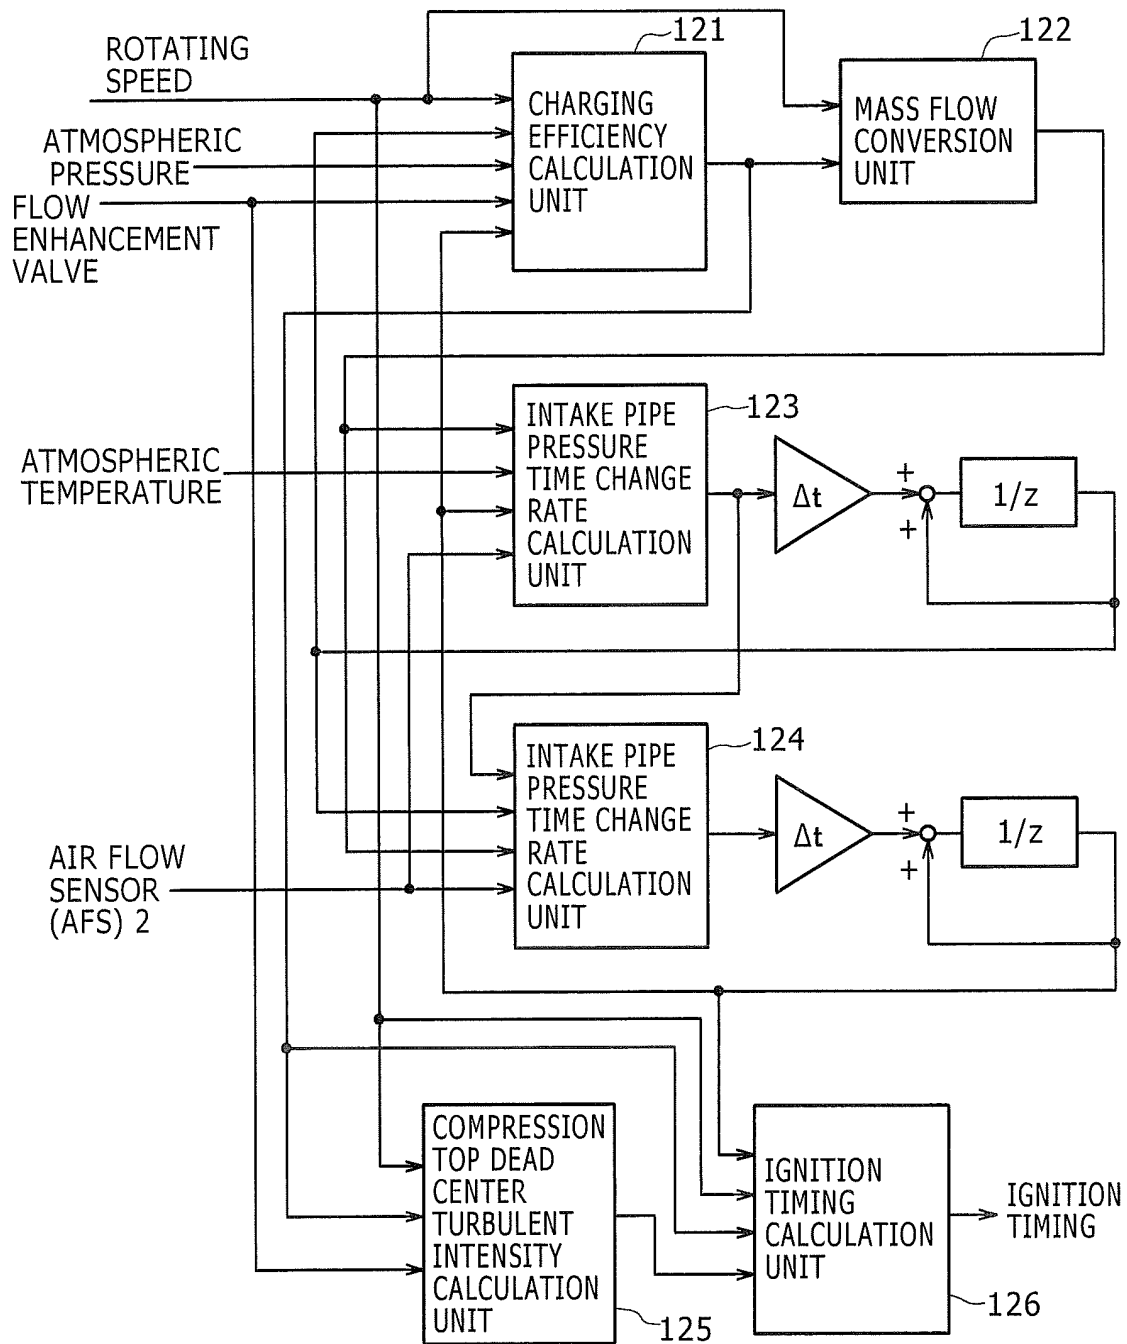 121
122
ROTATING
SPEED
CHARGING
EFFICIENCY
CALCULATION
UNIT
MASS FLOW
CONVERSION
UNIT
ATMOSPHERIC
PRESSURE
FLOW
ENHANCEMENT
VALVE
123
INTAKE PIPE
PRESSURE
TIME CHANGE
RATE
CALCULATION
UNIT
ATMOSPHERIC
TEMPERATURE
Δt
+
+
1/z
124
INTAKE PIPE
PRESSURE
TIME CHANGE
RATE
CALCULATION
UNIT
Δt
+
+
1/z
AIR FLOW
SENSOR
(AFS) 2
COMPRESSION
TOP DEAD
CENTER
TURBULENT
INTENSITY
CALCULATION
UNIT
125
IGNITION
TIMING
CALCULATION
UNIT
126
IGNITION
TIMING